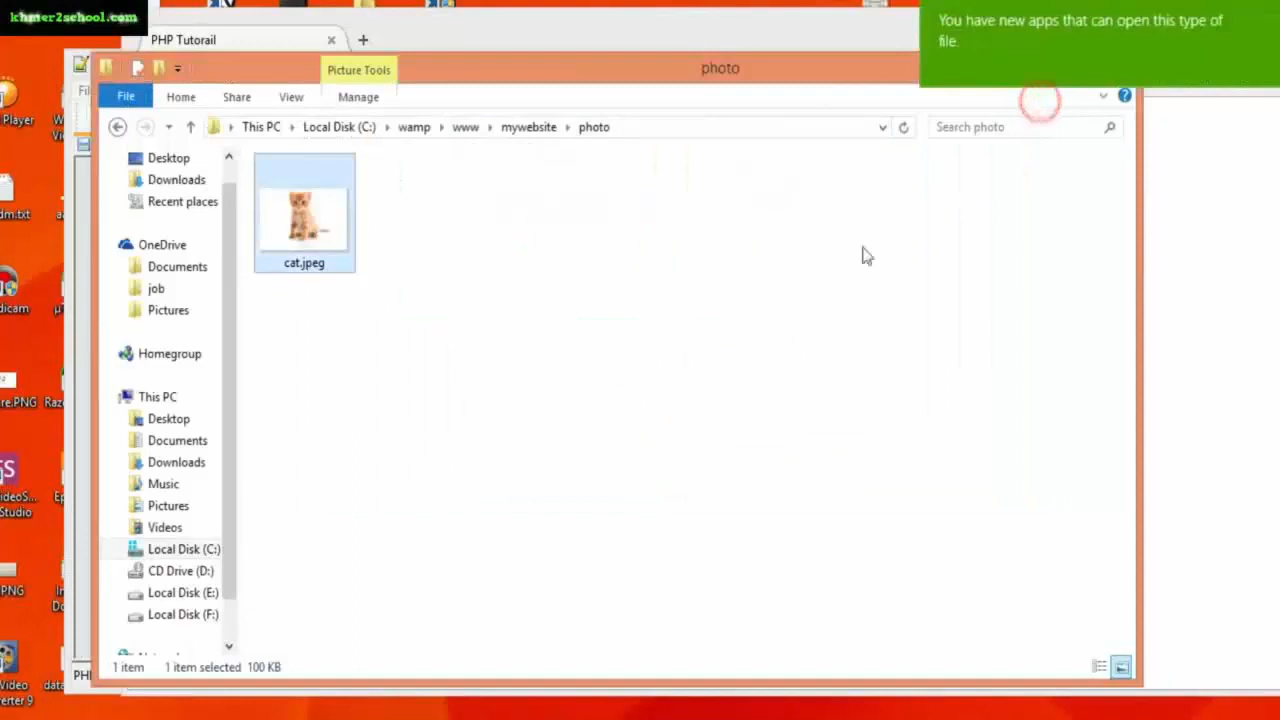 khmer2school.com
You have new apps that can open this type of
file.
PHP Tutorail
Picture Tools
photo
File
Home
Share
View
Manage
This PC
Local Disk (C:)
wamp
www
mywebsite
photo
Search photo
Desktop
Downloads
Recent places
OneDrive
Documents
job
Pictures
Homegroup
This PC
Desktop
Documents
Downloads
Music
Pictures
Videos
Local Disk (C:)
CD Drive (D:)
Local Disk (E:)
Local Disk (F:)
cat.jpeg
1 item
1 item selected
100 KB
Player
dm.txt
dicam
re.PNG
Raz
ideoS...
Studio
PNG
Video
erter 9
data
PHP